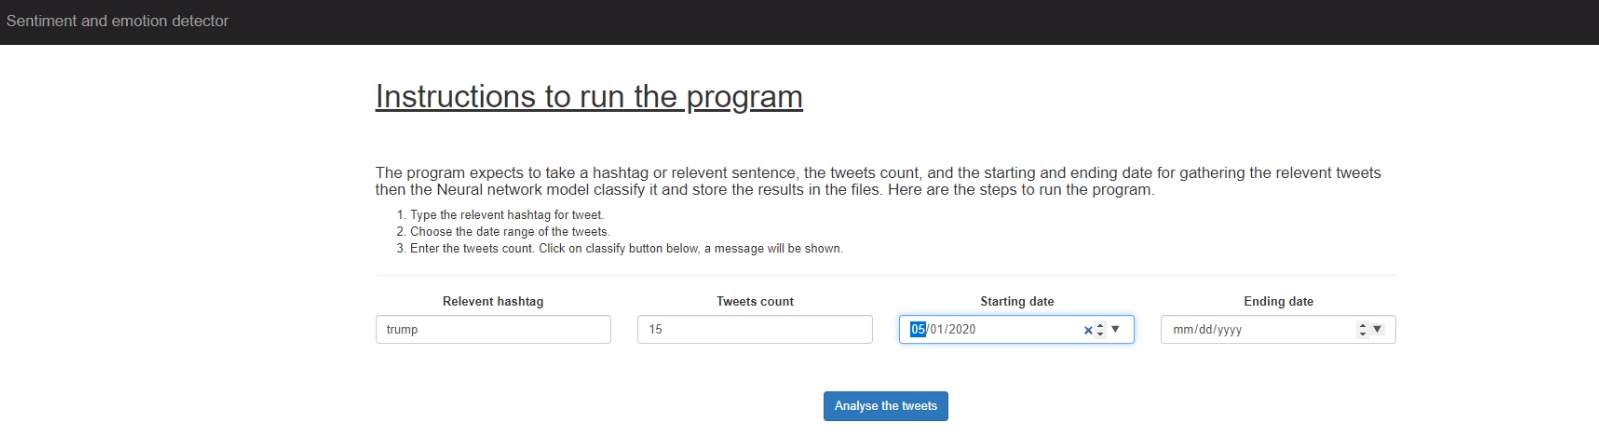 Sentiment and emotion detector
Instructions to run the program
The program expects to take a hashtag or relevent sentence, the tweets count, and the starting and ending date for gathering the relevent tweets
then the Neural network model classify it and store the results in the files. Here are the steps to run the program.
1. Type the relevent hashtag for tweet.
2. Choose the date range of the tweets.
3. Enter the tweets count. Click on classify button below, a message will be shown.
Relevent hashtag Tweets count Starting date Ending date
trump 15 05/01/2020 mm/dd/yyyy
Analyse the tweets